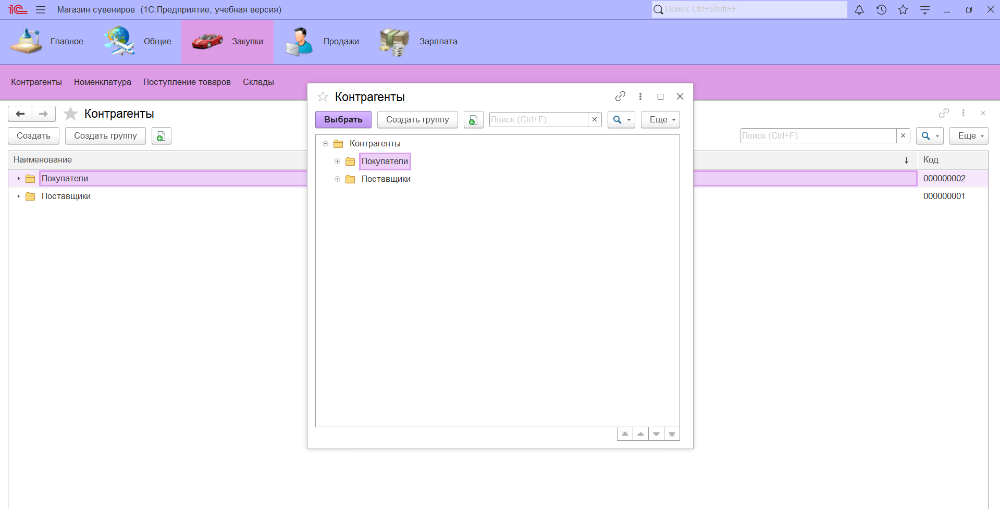 1С Магазин сувениров (1С:Предприятие, учебная версия) Поиск Ctrl+Shift+F
Главное Общие Закупки Продажи Зарплата
Контрагенты Номенклатура Поступление товаров Склады
Контрагенты
Создать Создать группу Поиск (Ctrl+F) Еще
Наименование Код
Покупатели 000000002
Поставщики 000000001
Контрагенты
Выбрать Создать группу Поиск (Ctrl+F) Еще
Контрагенты
Покупатели
Поставщики